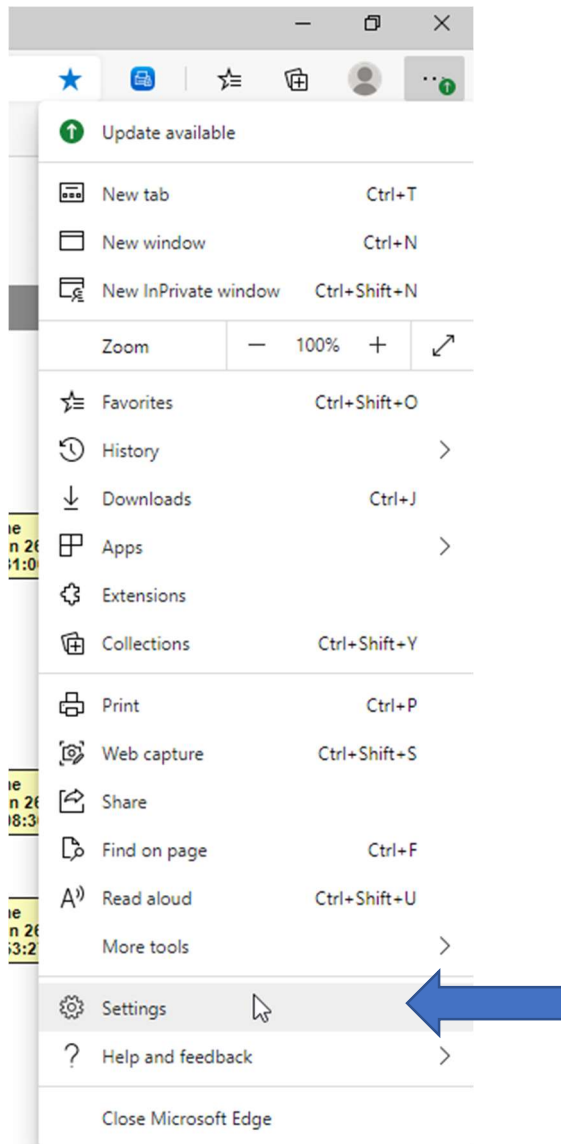 Update available
New tab Ctrl+T
New window Ctrl+N
New InPrivate window Ctrl+Shift+N
Zoom — 100% +
Favorites Ctrl+Shift+O
History
Downloads Ctrl+J
Apps
Extensions
Collections Ctrl+Shift+Y
Print Ctrl+P
Web capture Ctrl+Shift+S
Share
Find on page Ctrl+F
Read aloud Ctrl+Shift+U
More tools
Settings
? Help and feedback
Close Microsoft Edge